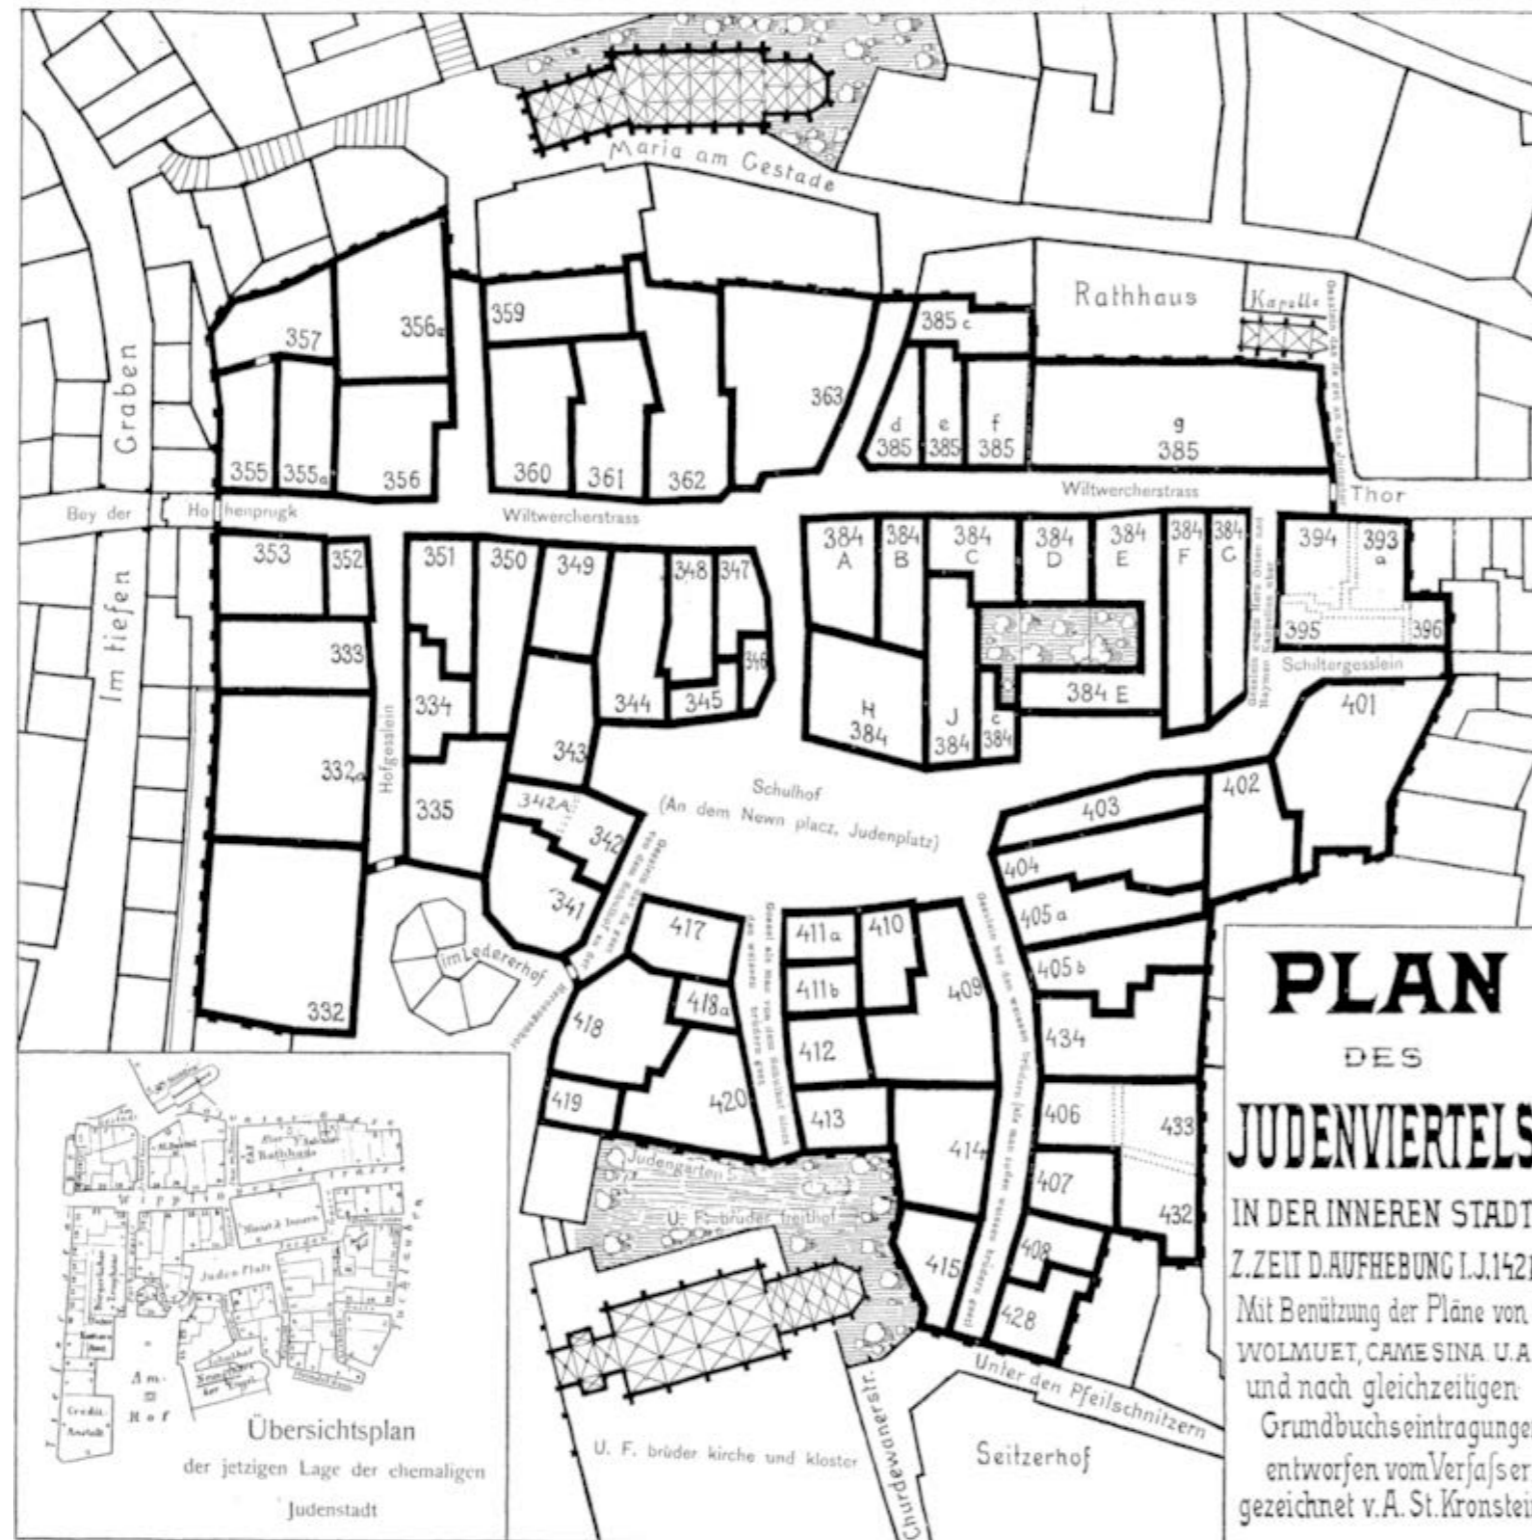 Maria am Gestade
Rathhaus
Kapelle
Graben
359
385 c
357
356a
363
d
385
e
385
f
385
g
385
355
355a
356
360
361
362
Bey der
Hohenprugk
Wiltwercherstrass
Wiltwercherstrass
Thor
Im tiefen
353
352
351
350
349
348
347
384
A
384
B
384
C
384
D
384
E
384
F
384
G
394
393
a
395
396
333
334
344
345
346
384 E
Schiltergesslein
401
H
384
J
384
c
384
332a
Hofgesslein
335
343
342A
342
341
Schulhof
(An dem Newn placz, Judenplatz)
403
402
404
405 a
405 b
417
411a
410
411b
409
im Ledererhof
418
418a
412
434
332
419
420
413
414
406
433
407
432
408
415
428
Judengarten
U. F. brüder freithof
U. F. brüder kirche und kloster
Churdewanerstr.
Unter den Pfeilschnitzern
Seitzerhof
Rathhaus
Juden Platz
Am
Hof
Credit
Anstalt
Übersichtsplan
der jetzigen Lage der ehemaligen
Judenstadt
PLAN
DES
JUDENVIERTELS
IN DER INNEREN STADT
Z. ZEIT D. AUFHEBUNG I. J. 1421
Mit Benützung der Pläne von
WOLMUET, CAMESINA U. A.
und nach gleichzeitigen
Grundbuchseintragungen
entworfen vom Verfaſser
gezeichnet v. A. St. Kronstein